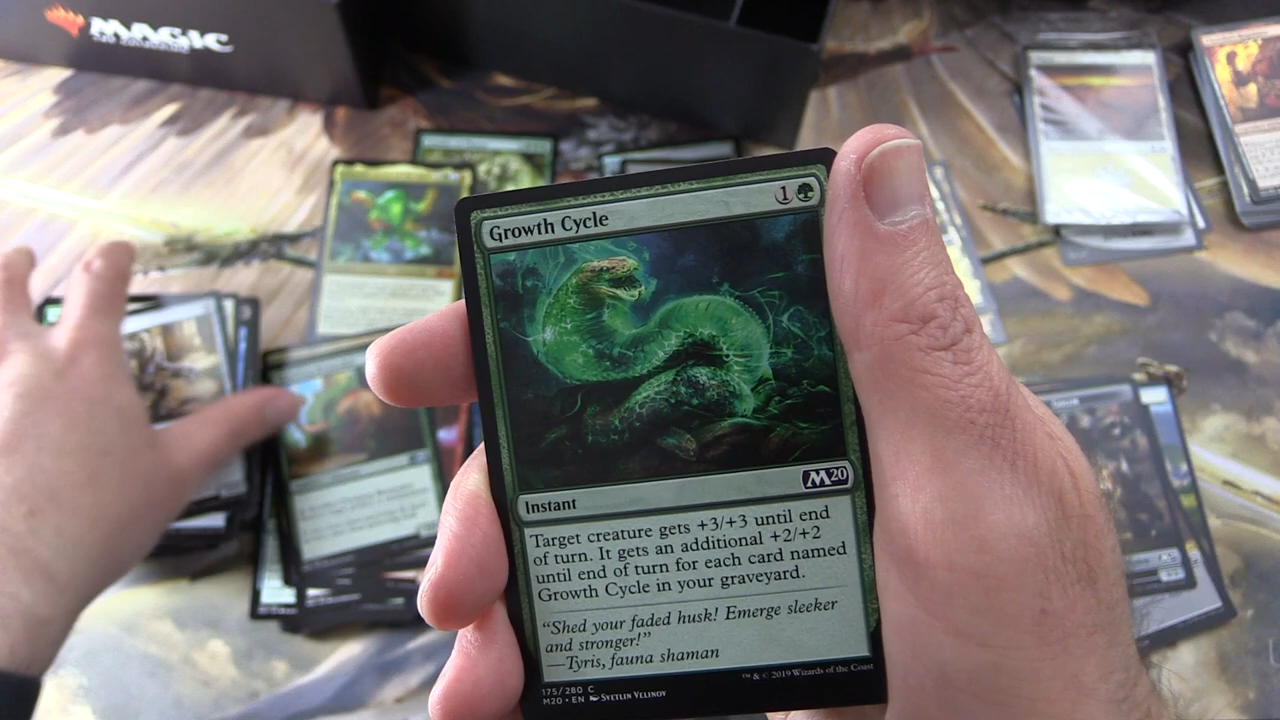 MAGIC
Growth Cycle
1
Instant
M20
Target creature gets +3/+3 until end
of turn. It gets an additional +2/+2
until end of turn for each card named
Growth Cycle in your graveyard.
“Shed your faded husk! Emerge sleeker
and stronger!”
—Tyris, fauna shaman
175/280 C
M20 • EN Svetlin Velinov
™ & © 2019 Wizards of the Coast